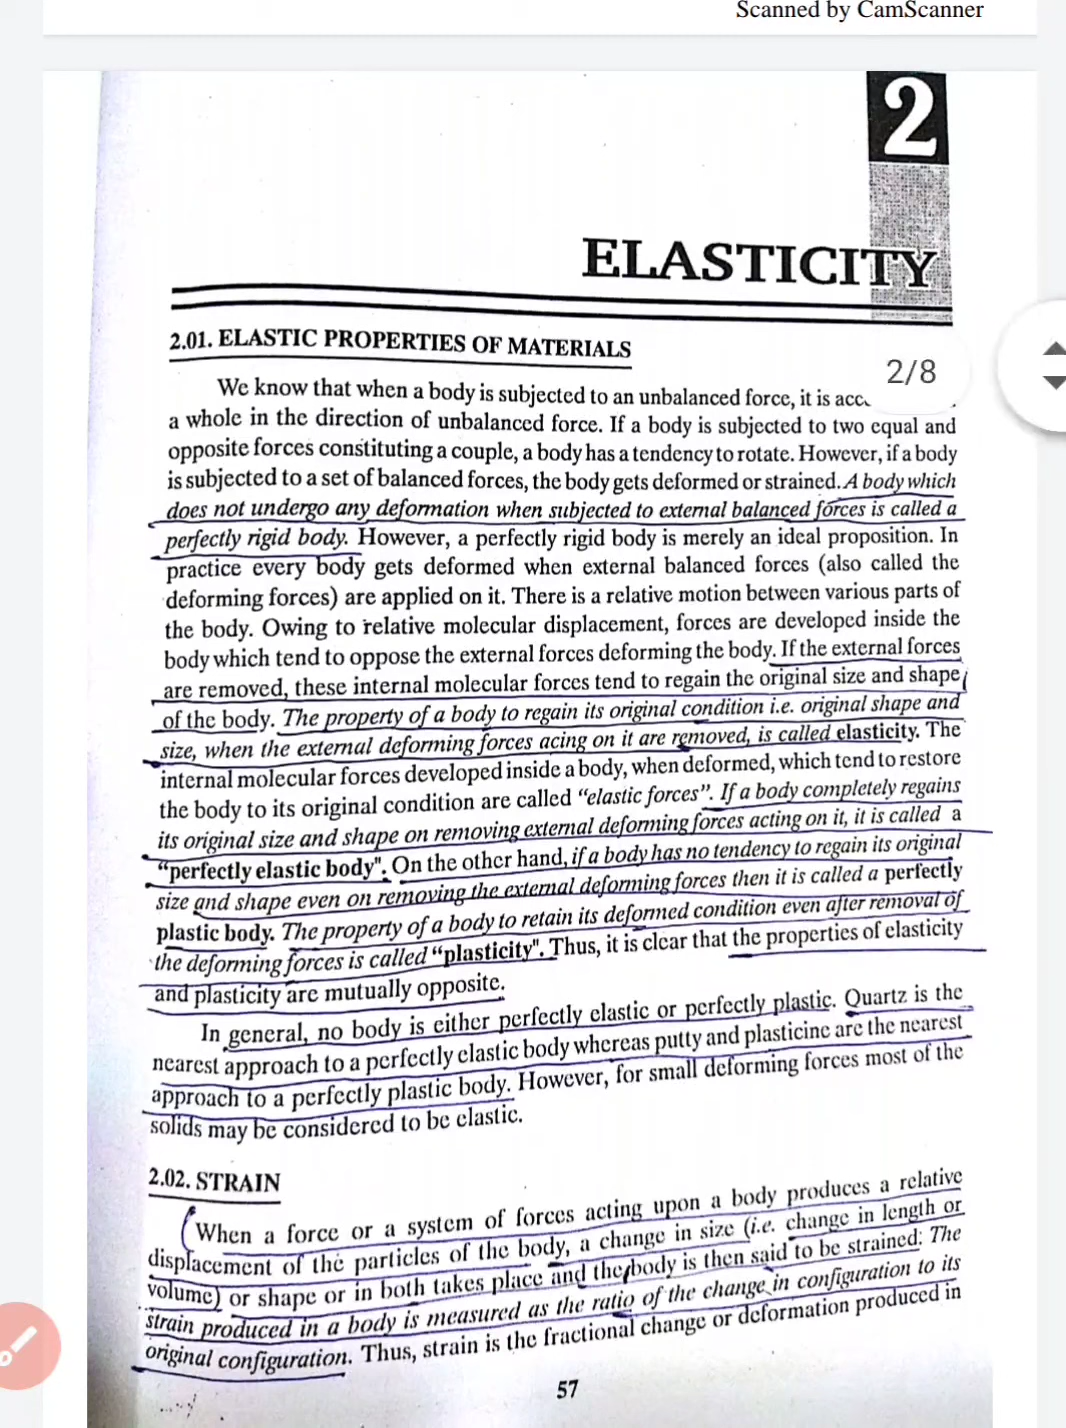 Scanned by CamScanner
2
ELASTICITY
2.01. ELASTIC PROPERTIES OF MATERIALS
2/8
We know that when a body is subjected to an unbalanced force, it is
a whole in the direction of unbalanced force. If a body is subjected to two equal and
opposite forces constituting a couple, a body has a tendency to rotate. However, if a body
is subjected to a set of balanced forces, the body gets deformed or strained. A body which
does not undergo any deformation when subjected to external balanced forces is called a
perfectly rigid body. However, a perfectly rigid body is merely an ideal proposition. In
practice every body gets deformed when external balanced forces (also called the
deforming forces) are applied on it. There is a relative motion between various parts of
the body. Owing to relative molecular displacement, forces are developed inside the
body which tend to oppose the external forces deforming the body. If the external forces
are removed, these internal molecular forces tend to regain the original size and shape
of the body. The property of a body to regain its original condition i.e. original shape and
size, when the external deforming forces acing on it are removed, is called elasticity. The
internal molecular forces developed inside a body, when deformed, which tend to restore
the body to its original condition are called “elastic forces”. If a body completely regains
its original size and shape on removing external deforming forces acting on it, it is called a
“perfectly elastic body". On the other hand, if a body has no tendency to regain its original
size and shape even on removing the external deforming forces then it is called a perfectly
plastic body. The property of a body to retain its deformed condition even after removal of
the deforming forces is called “plasticity". Thus, it is clear that the properties of elasticity
and plasticity are mutually opposite.
In general, no body is either perfectly elastic or perfectly plastic. Quartz is the
nearest approach to a perfectly elastic body whereas putty and plasticine are the nearest
approach to a perfectly plastic body. However, for small deforming forces most of the
solids may be considered to be elastic.
2.02. STRAIN
When a force or a system of forces acting upon a body produces a relative
displacement of the particles of the body, a change in size (i.e. change in length or
volume) or shape or in both takes place and the body is then said to be strained. The
strain produced in a body is measured as the ratio of the change in configuration to its
original configuration. Thus, strain is the fractional change or deformation produced in
57